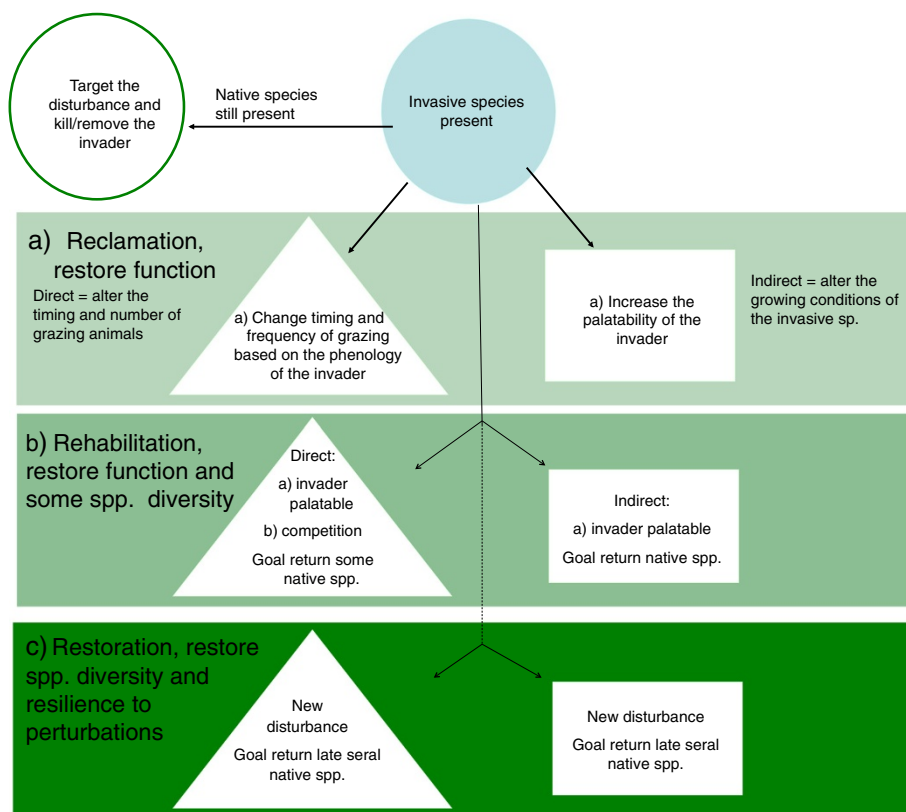 Target the
disturbance and
kill/remove the
invader
Native species
still present
Invasive species
present
a) Reclamation,
restore function
Direct = alter the
timing and number of
grazing animals
a) Change timing and
frequency of grazing
based on the phenology
of the invader
a) Increase the
palatability of the
invader
Indirect = alter the
growing conditions of
the invasive sp.
b) Rehabilitation,
restore function and
some spp. diversity
Direct:
a) invader
palatable
b) competition
Goal return some
native spp.
Indirect:
a) invader palatable
Goal return native spp.
c) Restoration, restore
spp. diversity and
resilience to
perturbations
New
disturbance
Goal return late seral
native spp.
New disturbance
Goal return late seral
native spp.